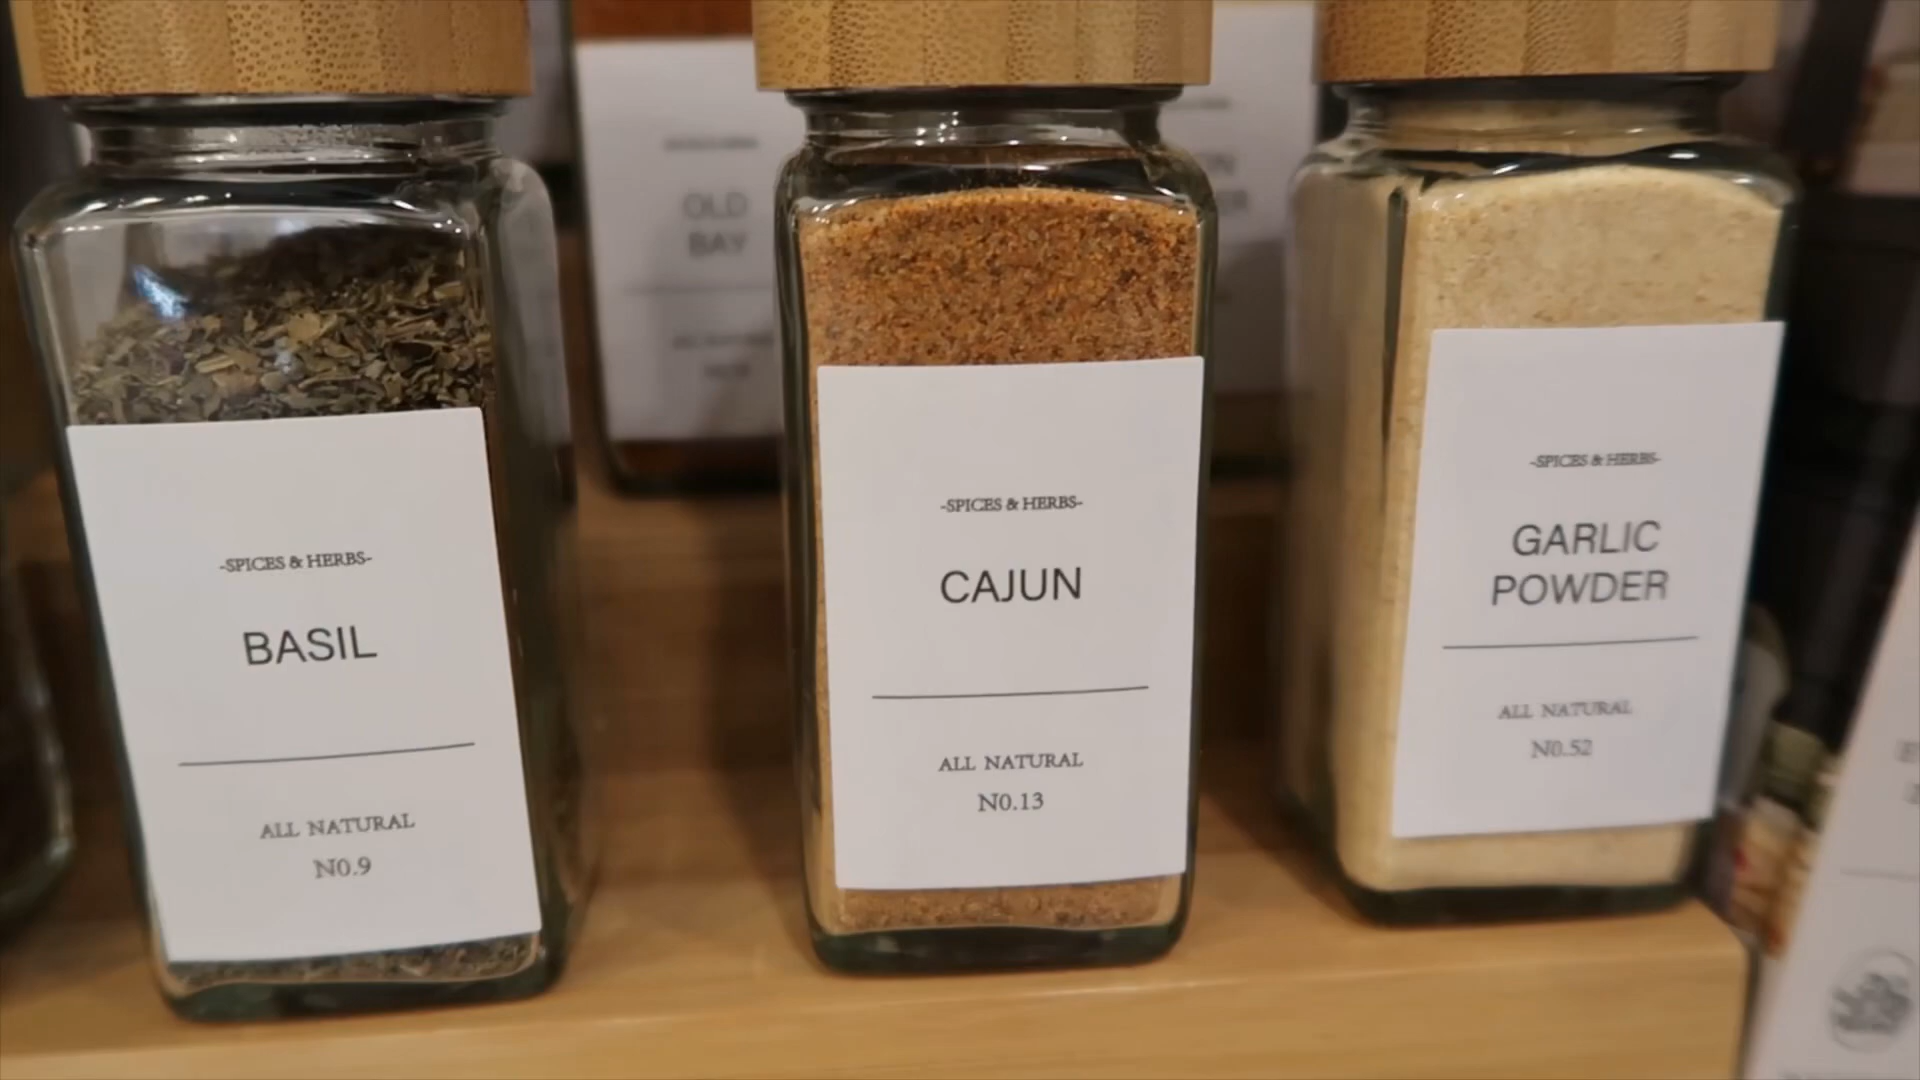 OLD
BAY
-SPICES & HERBS-
BASIL
ALL NATURAL
N0.9
-SPICES & HERBS-
CAJUN
ALL NATURAL
N0.13
-SPICES & HERBS-
GARLIC
POWDER
ALL NATURAL
N0.52